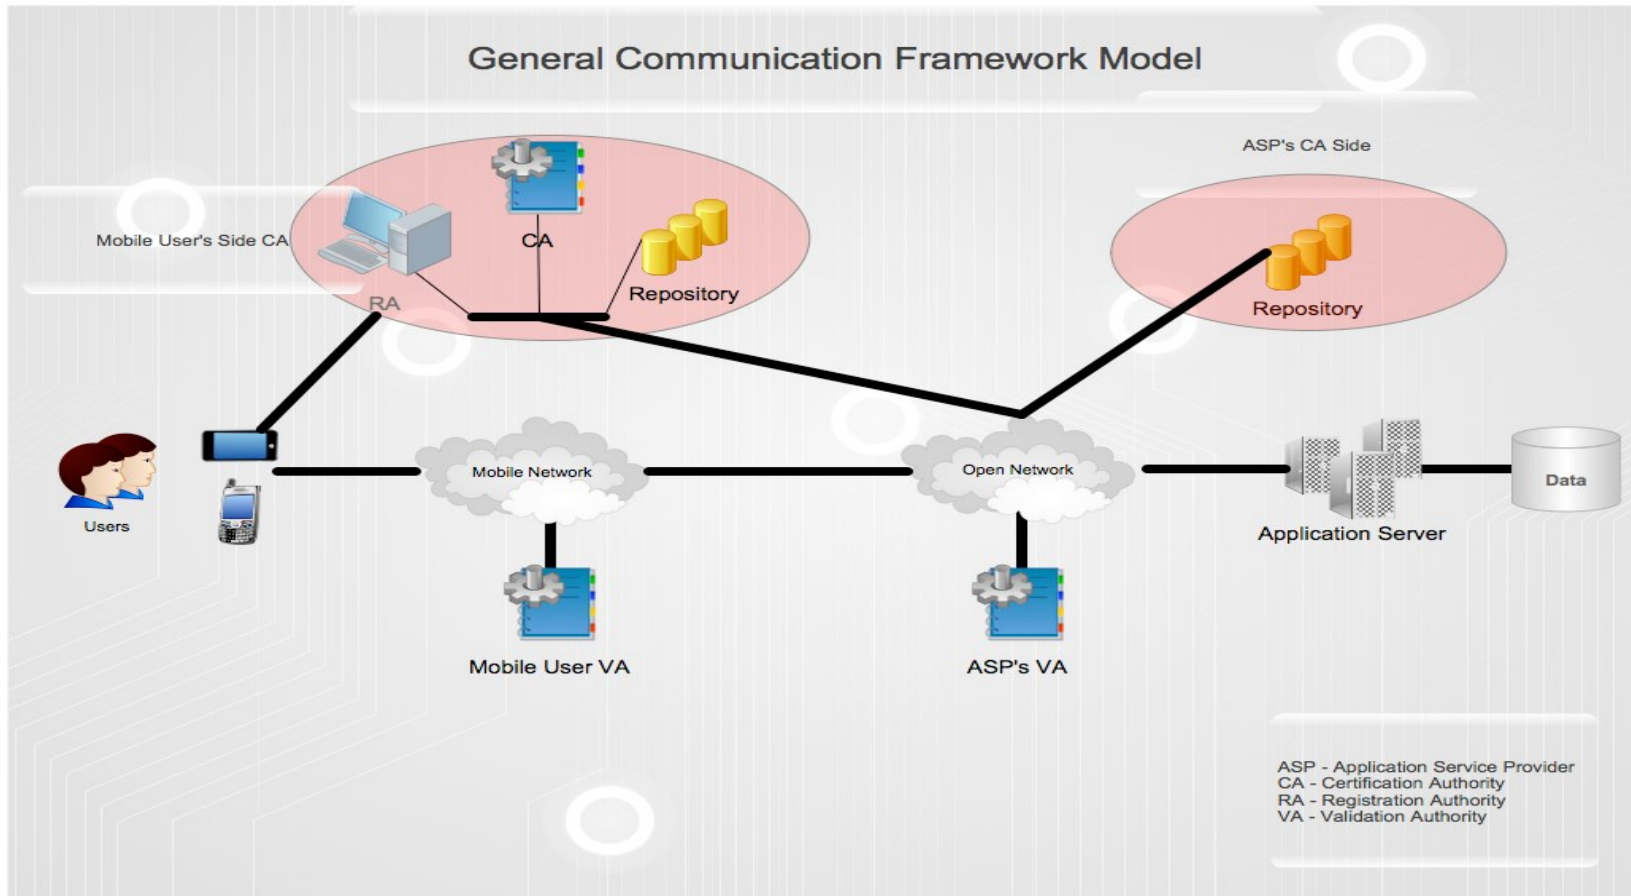 General Communication Framework Model
ASP's CA Side
Mobile User's Side CA
CA
RA
Repository
Repository
Users
Mobile Network
Open Network
Application Server
Data
Mobile User VA
ASP's VA
ASP - Application Service Provider
CA - Certification Authority
RA - Registration Authority
VA - Validation Authority